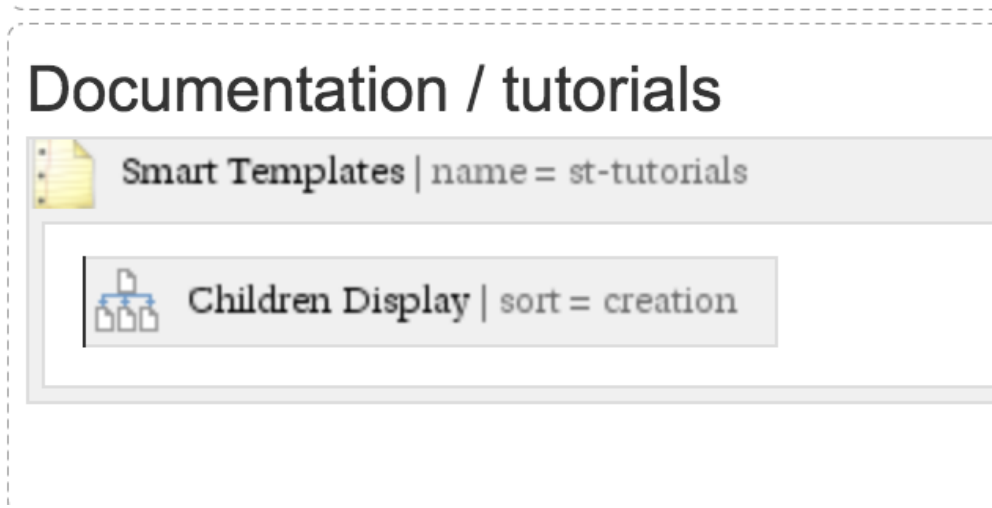 Documentation / tutorials
Smart Templates | name = st-tutorials
Children Display | sort = creation